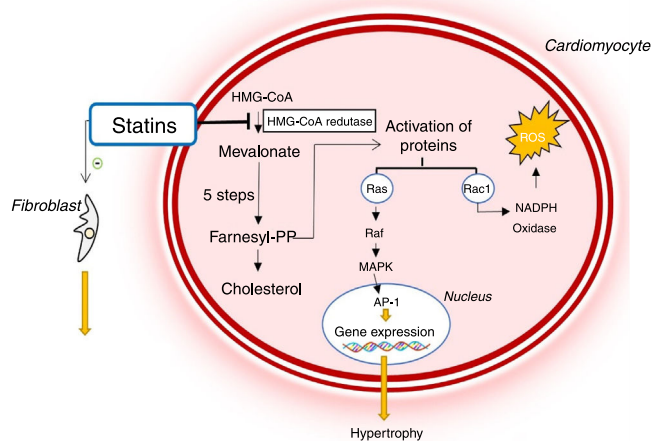 Cardiomyocyte
HMG-CoA
Statins
HMG-CoA redutase
Mevalonate
Activation of
proteins
ROS
5 steps
Ras
Rac1
Fibroblast
Farnesyl-PP
Raf
NADPH
Oxidase
MAPK
Cholesterol
AP-1
Nucleus
Gene expression
Hypertrophy